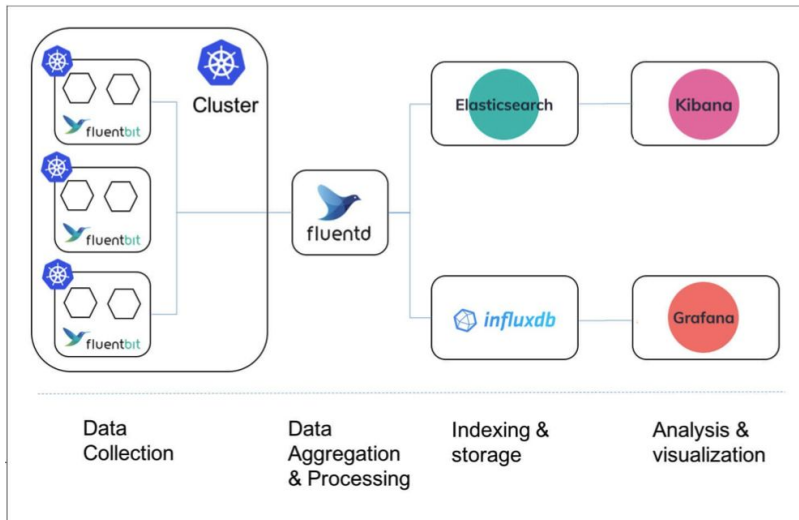 Cluster
fluentbit
fluentbit
fluentbit
fluentd
Elasticsearch
Kibana
influxdb
Grafana
Data
Collection
Data
Aggregation
& Processing
Indexing &
storage
Analysis &
visualization